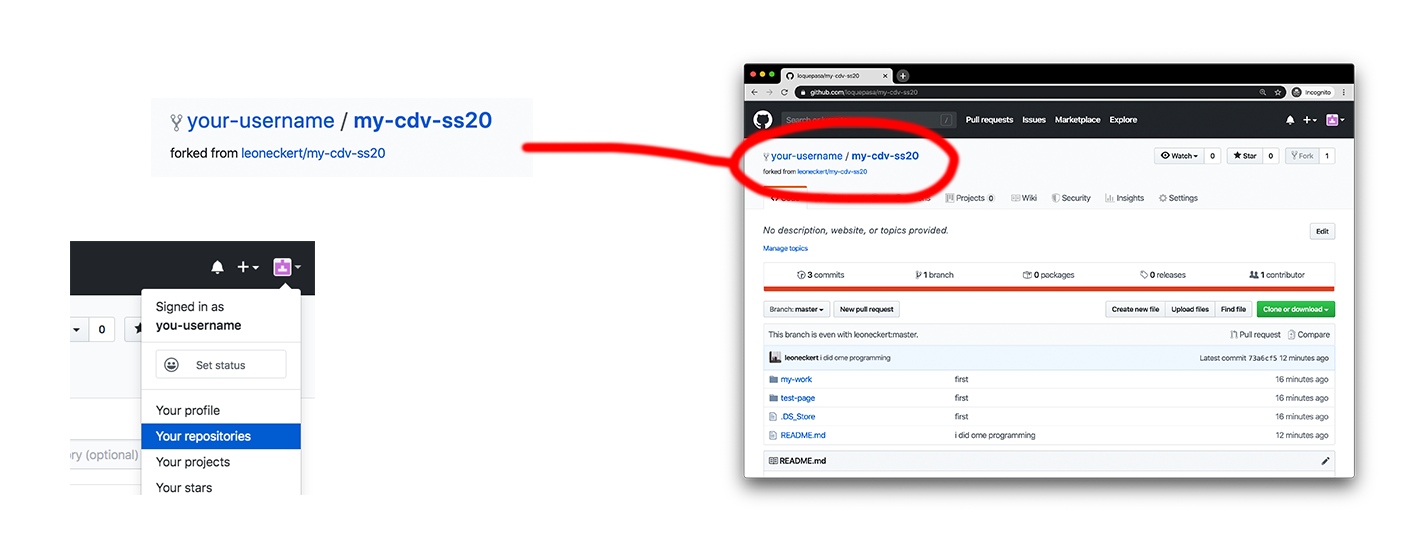 your-username / my-cdv-ss20
forked from leoneckert/my-cdv-ss20
0
Signed in as
you-username
Set status
ry (optional)
Your profile
Your repositories
Your projects
Your stars
loquepasa/my-cdv-ss20
github.com/loquepasa/my-cdv-ss20
Incognito
Search
/
Pull requests Issues Marketplace Explore
your-username / my-cdv-ss20
forked from leoneckert/my-cdv-ss20
Watch 0 Star 0 Fork 1
Projects 0 Wiki Security Insights Settings
No description, website, or topics provided.
Edit
Manage topics
3 commits 1 branch 0 packages 0 releases 1 contributor
Branch: master New pull request Create new file Upload files Find file Clone or download
This branch is even with leoneckert:master. Pull request Compare
leoneckert i did ome programming Latest commit 73a6cf5 12 minutes ago
my-work first 16 minutes ago
test-page first 16 minutes ago
.DS_Store first 16 minutes ago
README.md i did ome programming 12 minutes ago
README.md